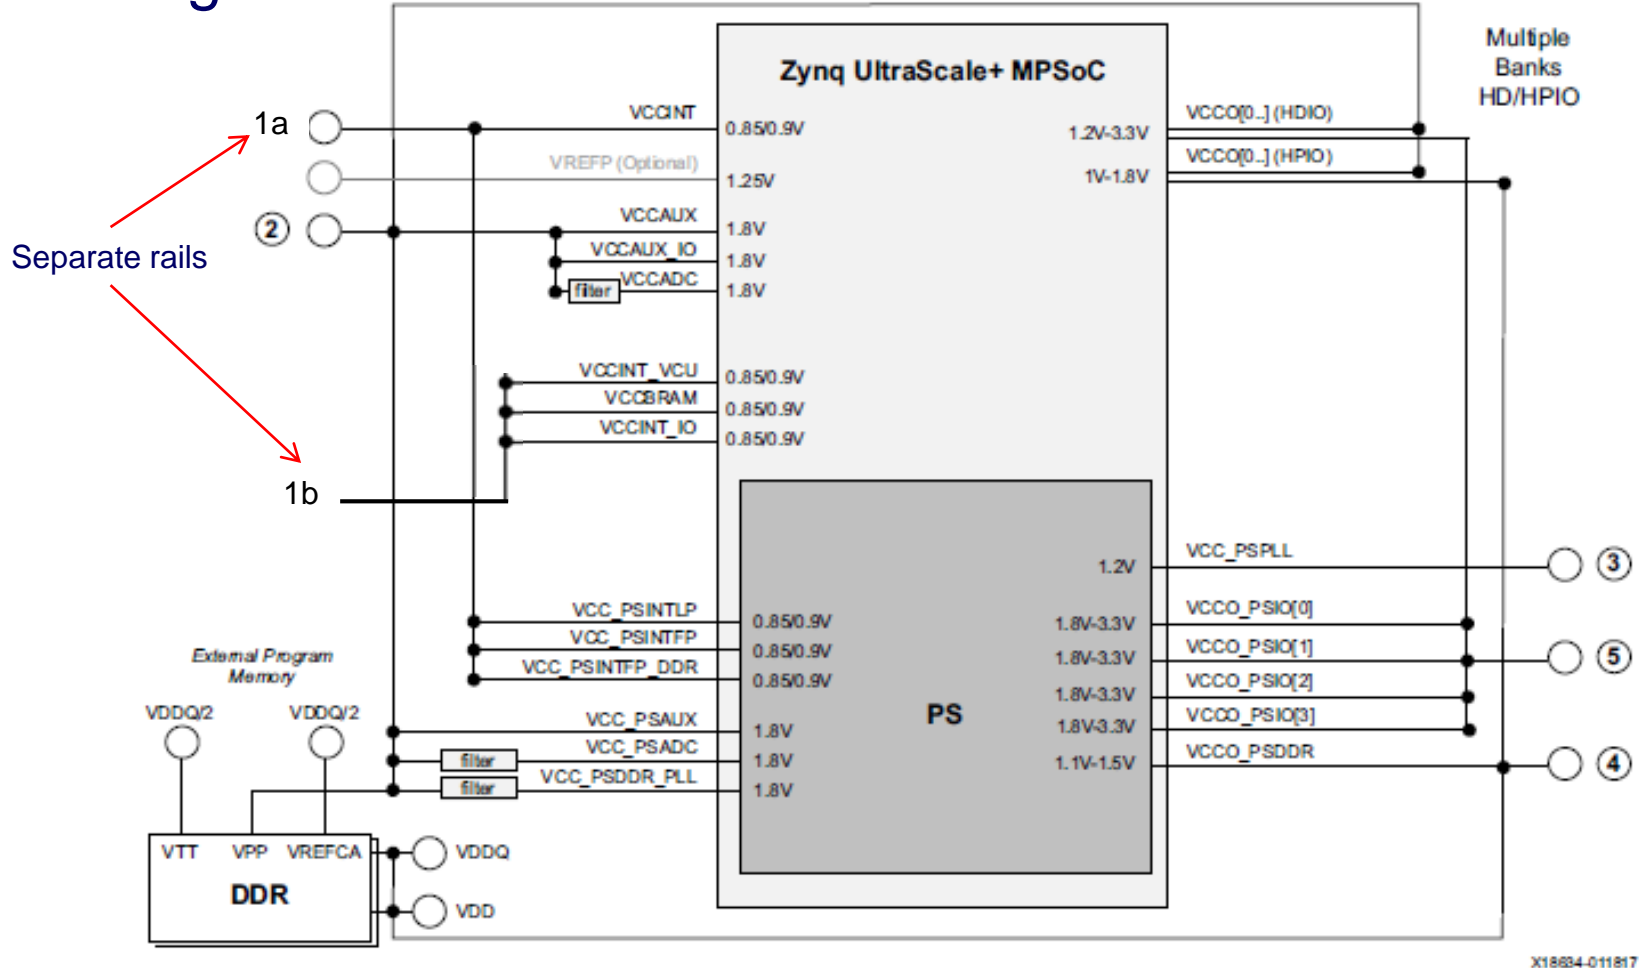 g
Zynq UltraScale+ MPSoC
Multiple
Banks
HD/HPIO
1a
VCCINT
0.85/0.9V
1.2V-3.3V
VCCO[0..] (HDIO)
VREFP (Optional)
1.25V
1V-1.8V
VCCO[0..] (HPIO)
2
VCCAUX
1.8V
VCCAUX_IO
1.8V
filter
VCCADC
1.8V
Separate rails
VCCINT_VCU
0.85/0.9V
VCCBRAM
0.85/0.9V
VCCINT_IO
0.85/0.9V
1b
1.2V
VCC_PSPLL
3
VCC_PSINTLP
0.85/0.9V
1.8V-3.3V
VCCO_PSIO[0]
VCC_PSINTFP
0.85/0.9V
1.8V-3.3V
VCCO_PSIO[1]
5
VCC_PSINTFP_DDR
0.85/0.9V
1.8V-3.3V
VCCO_PSIO[2]
PS
VCC_PSAUX
1.8V
1.8V-3.3V
VCCO_PSIO[3]
filter
VCC_PSADC
1.8V
1.1V-1.5V
VCCO_PSDDR
4
filter
VCC_PSDDR_PLL
1.8V
External Program
Memory
VDDQ/2
VDDQ/2
VTT
VPP
VREFCA
DDR
VDDQ
VDD
X18634-011817